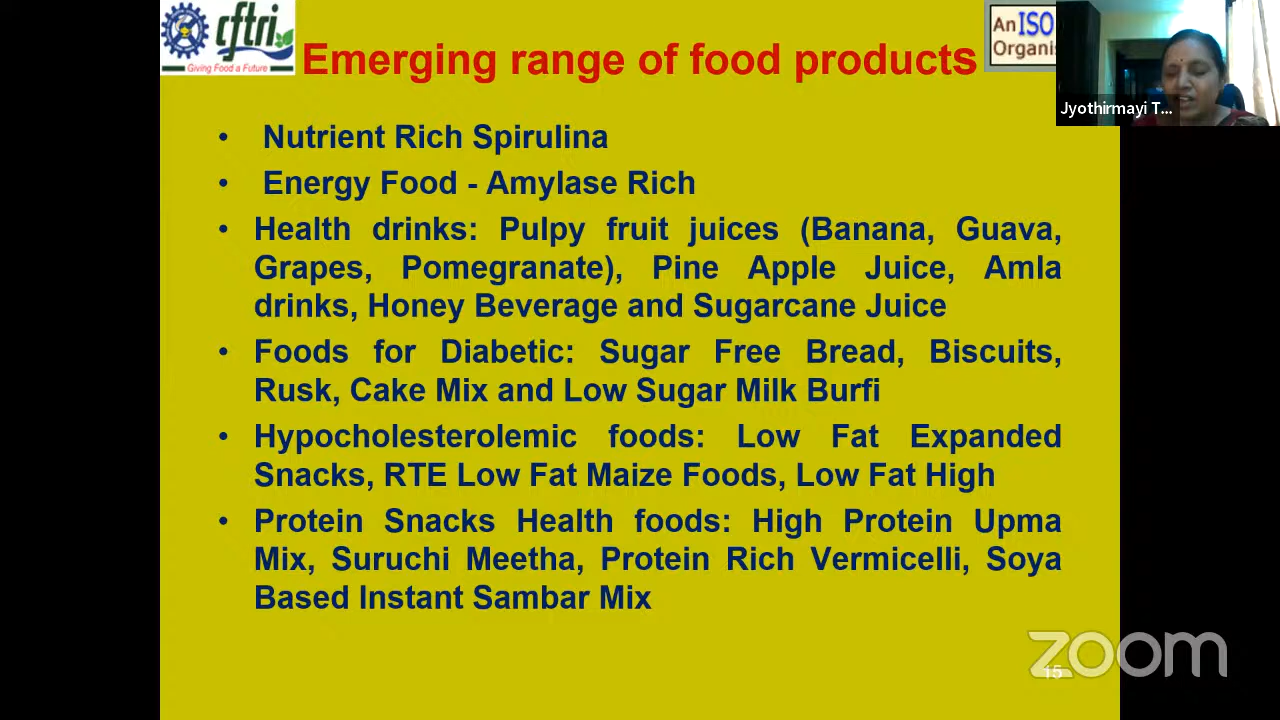 cftri
Giving Food a Future
An ISO
Organis
Emerging range of food products
Jyothirmayi T...
• Nutrient Rich Spirulina
• Energy Food - Amylase Rich
• Health drinks: Pulpy fruit juices (Banana, Guava,
Grapes, Pomegranate), Pine Apple Juice, Amla
drinks, Honey Beverage and Sugarcane Juice
• Foods for Diabetic: Sugar Free Bread, Biscuits,
Rusk, Cake Mix and Low Sugar Milk Burfi
• Hypocholesterolemic foods: Low Fat Expanded
Snacks, RTE Low Fat Maize Foods, Low Fat High
• Protein Snacks Health foods: High Protein Upma
Mix, Suruchi Meetha, Protein Rich Vermicelli, Soya
Based Instant Sambar Mix
zoom
15